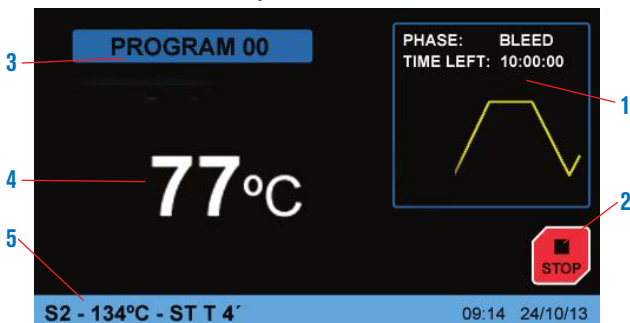 PROGRAM 00
PHASE: BLEED
TIME LEFT: 10:00:00
3
1
77ºC
4
2
STOP
5
S2 - 134ºC - ST T 4´
09:14 24/10/13